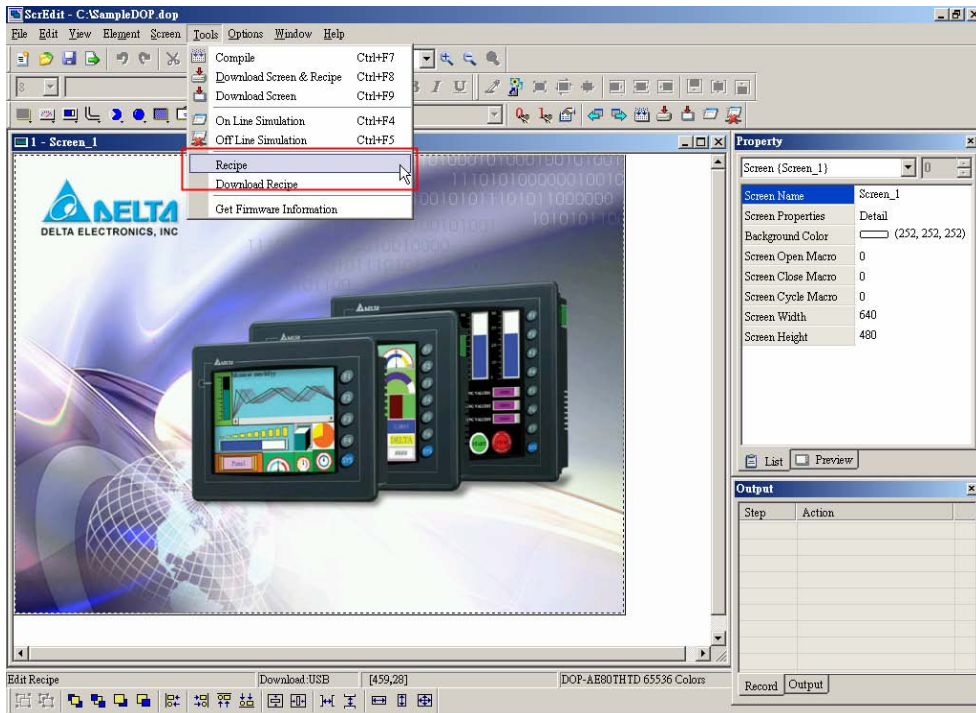 ScrEdit - C:\SampleDOP.dop
File Edit View Element Screen Tools Options Window Help
Compile Ctrl+F7
Download Screen & Recipe Ctrl+F8
Download Screen Ctrl+F9
On Line Simulation Ctrl+F4
Off Line Simulation Ctrl+F5
Recipe
Download Recipe
Get Firmware Information
8
I U
1 - Screen_1
DELTA
DELTA ELECTRONICS, INC
Property
Screen {Screen_1} 0
Screen Name Screen_1
Screen Properties Detail
Background Color (252, 252, 252)
Screen Open Macro 0
Screen Close Macro 0
Screen Cycle Macro 0
Screen Width 640
Screen Height 480
List Preview
Output
Step Action
Record Output
Edit Recipe Download:USB [459,28] DOP-AE80THTD 65536 Colors